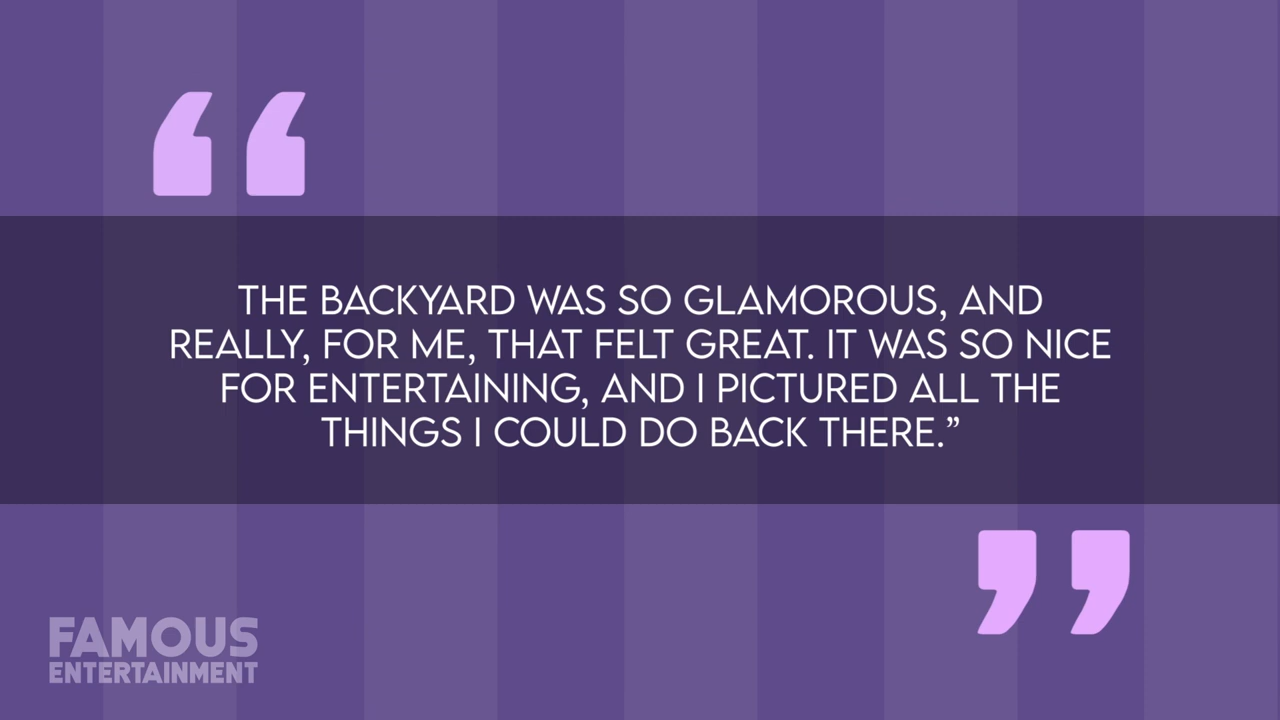 THE BACKYARD WAS SO GLAMOROUS, AND
REALLY, FOR ME, THAT FELT GREAT. IT WAS SO NICE
FOR ENTERTAINING, AND I PICTURED ALL THE
THINGS I COULD DO BACK THERE.”
FAMOUS
ENTERTAINMENT